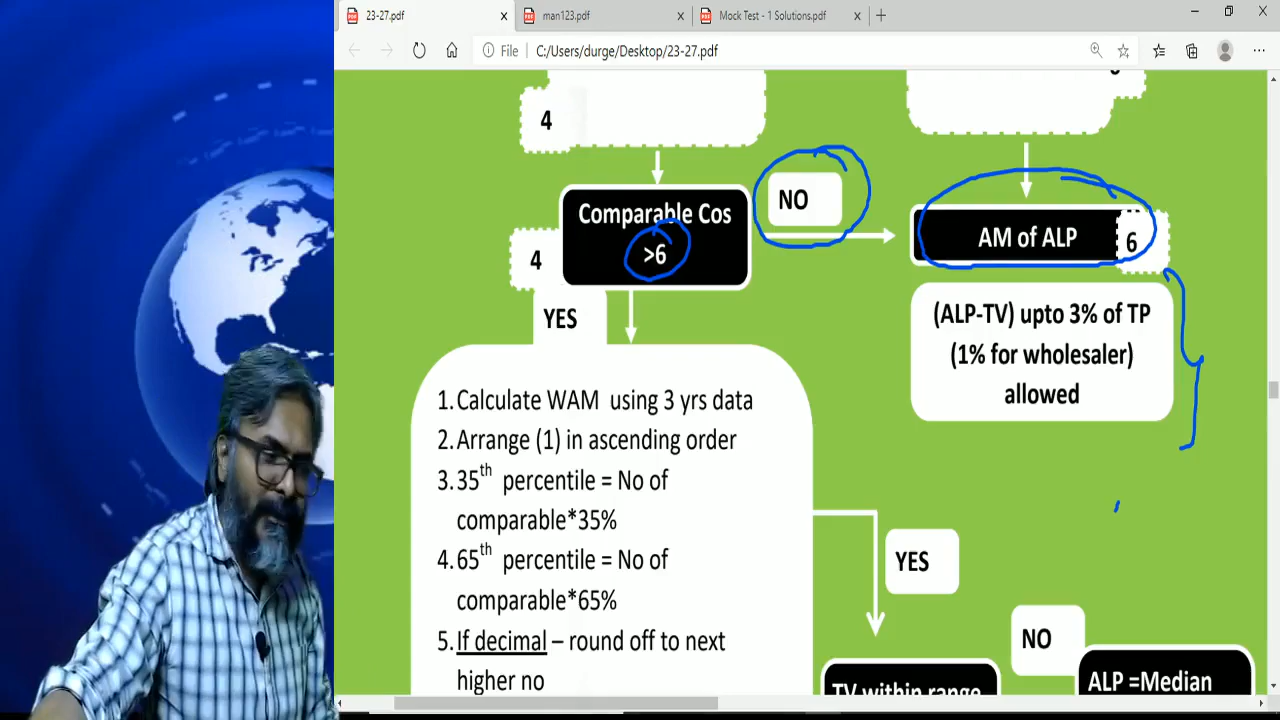 23-27.pdf
man123.pdf
Mock Test - 1 Solutions.pdf
File
C:/Users/durge/Desktop/23-27.pdf
4
Comparable Cos
>6
4
NO
AM of ALP
6
(ALP-TV) upto 3% of TP
(1% for wholesaler)
allowed
YES
1. Calculate WAM using 3 yrs data
2. Arrange (1) in ascending order
3. 35th percentile = No of
comparable*35%
4. 65th percentile = No of
comparable*65%
5. If decimal – round off to next
higher no
YES
NO
TV within range
ALP =Median